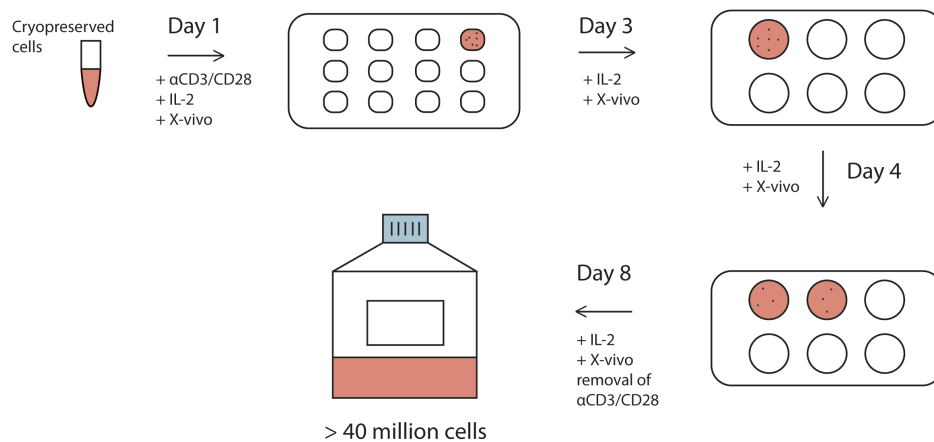 Cryopreserved
cells
Day 1
+ αCD3/CD28
+ IL-2
+ X-vivo
Day 3
+ IL-2
+ X-vivo
+ IL-2
+ X-vivo
Day 4
Day 8
+ IL-2
+ X-vivo
removal of
αCD3/CD28
> 40 million cells